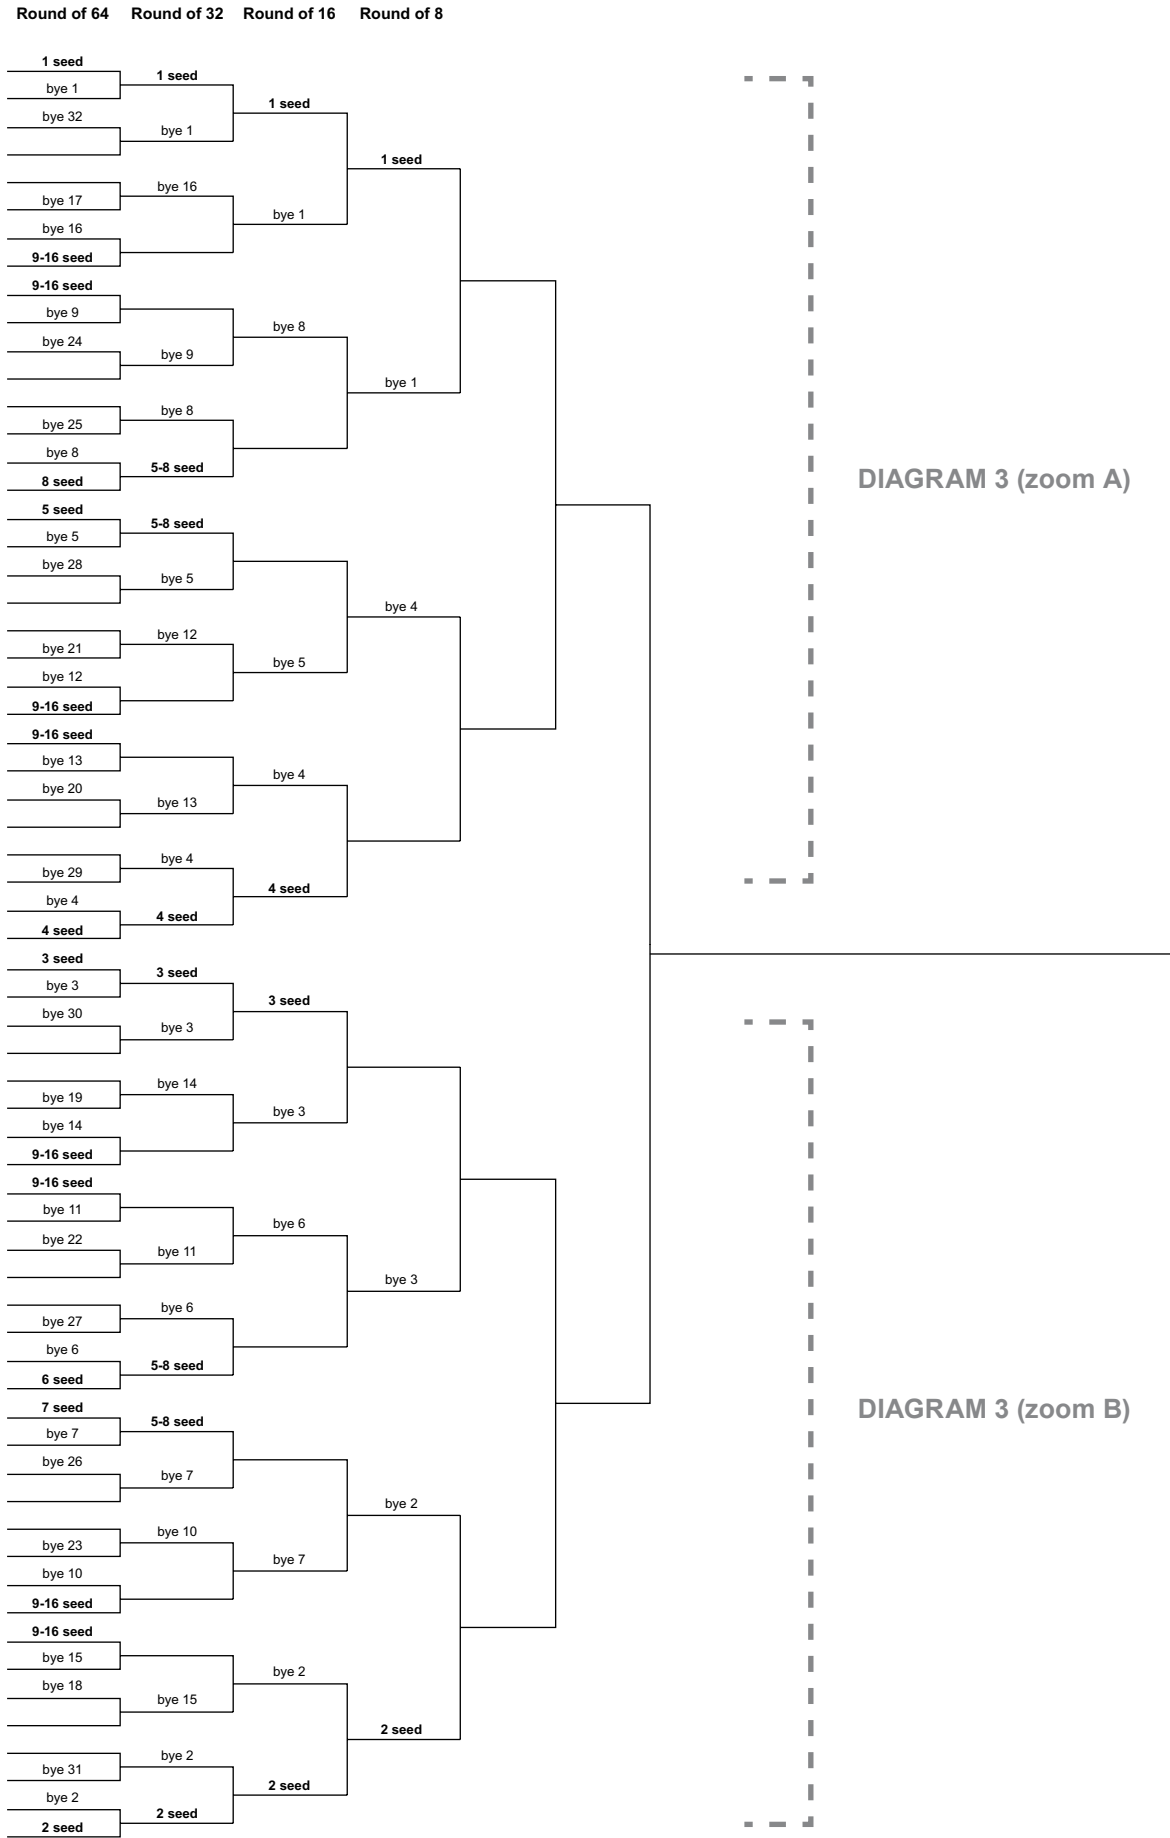 Round of 64 Round of 32 Round of 16 Round of 8
1 seed
1 seed
bye 1
1 seed
bye 32
bye 1
1 seed
bye 16
bye 17
bye 1
bye 16
9-16 seed
9-16 seed
bye 9
bye 8
bye 24
bye 9
bye 1
bye 8
bye 25
bye 8
5-8 seed
8 seed
DIAGRAM 3 (zoom A)
5 seed
5-8 seed
bye 5
bye 28
bye 5
bye 4
bye 12
bye 21
bye 5
bye 12
9-16 seed
9-16 seed
bye 13
bye 4
bye 20
bye 13
bye 4
bye 29
4 seed
bye 4
4 seed
4 seed
3 seed
3 seed
bye 3
3 seed
bye 30
bye 3
bye 14
bye 19
bye 3
bye 14
9-16 seed
9-16 seed
bye 11
bye 6
bye 22
bye 11
bye 3
bye 6
bye 27
bye 6
5-8 seed
6 seed
7 seed
DIAGRAM 3 (zoom B)
5-8 seed
bye 7
bye 26
bye 7
bye 2
bye 10
bye 23
bye 7
bye 10
9-16 seed
9-16 seed
bye 15
bye 2
bye 18
bye 15
2 seed
bye 2
bye 31
2 seed
bye 2
2 seed
2 seed